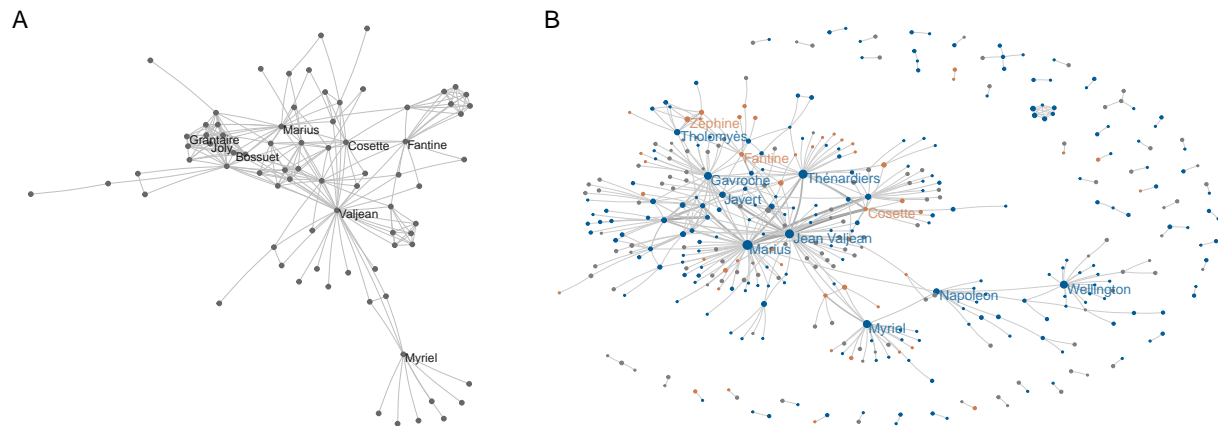 A
Marius
Grantaire
Joly
Bossuet
Cosette
Fantine
Valjean
Myriel
B
Zéphine
Tholomyès
Fantine
Gavroche
Thénardiers
Javert
Cosette
Jean Valjean
Marius
Napoleon
Wellington
Myriel